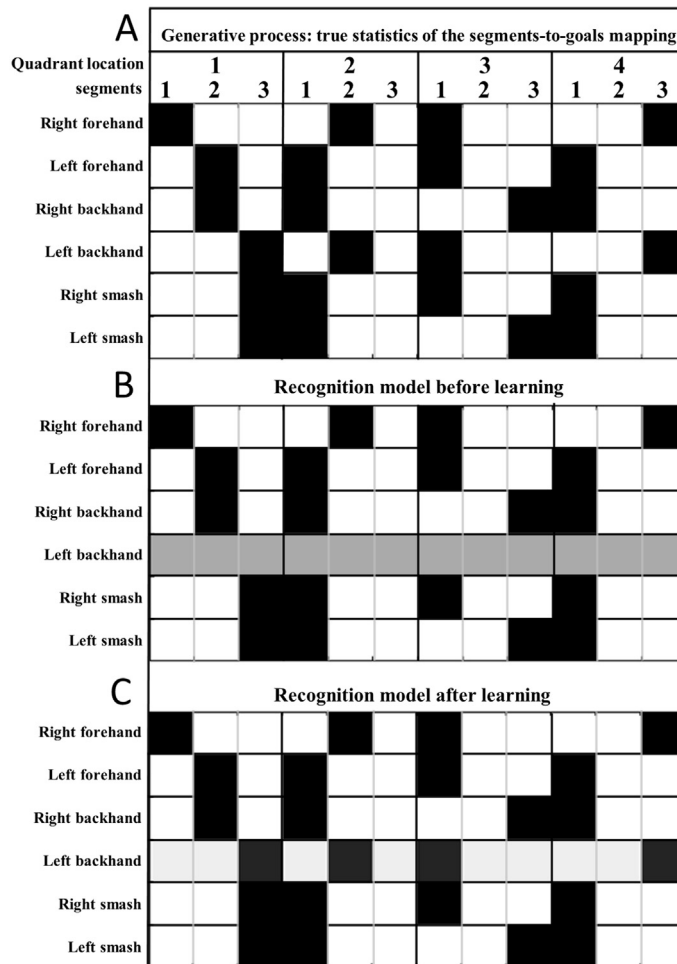 A
Generative process: true statistics of the segments-to-goals mapping
Quadrant location 1 2 3 4
segments 1 2 3 1 2 3 1 2 3 1 2 3
Right forehand
Left forehand
Right backhand
Left backhand
Right smash
Left smash
B
Recognition model before learning
Right forehand
Left forehand
Right backhand
Left backhand
Right smash
Left smash
C
Recognition model after learning
Right forehand
Left forehand
Right backhand
Left backhand
Right smash
Left smash